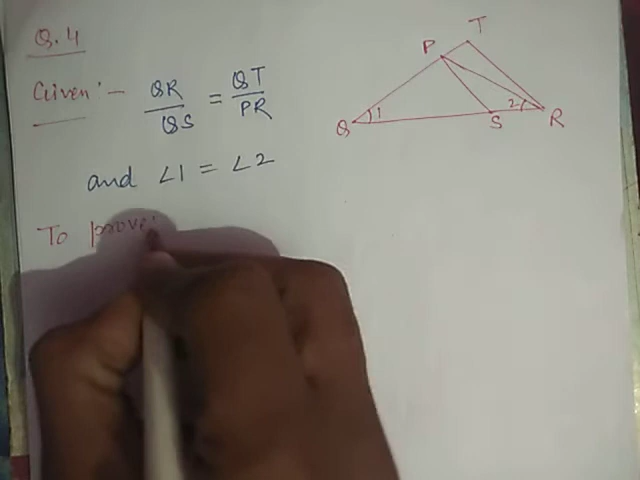 Q.4
Given:- QR/QS = QT/PR
and ∠1 = ∠2
To prove:
T
P
Q
1
2
S
R